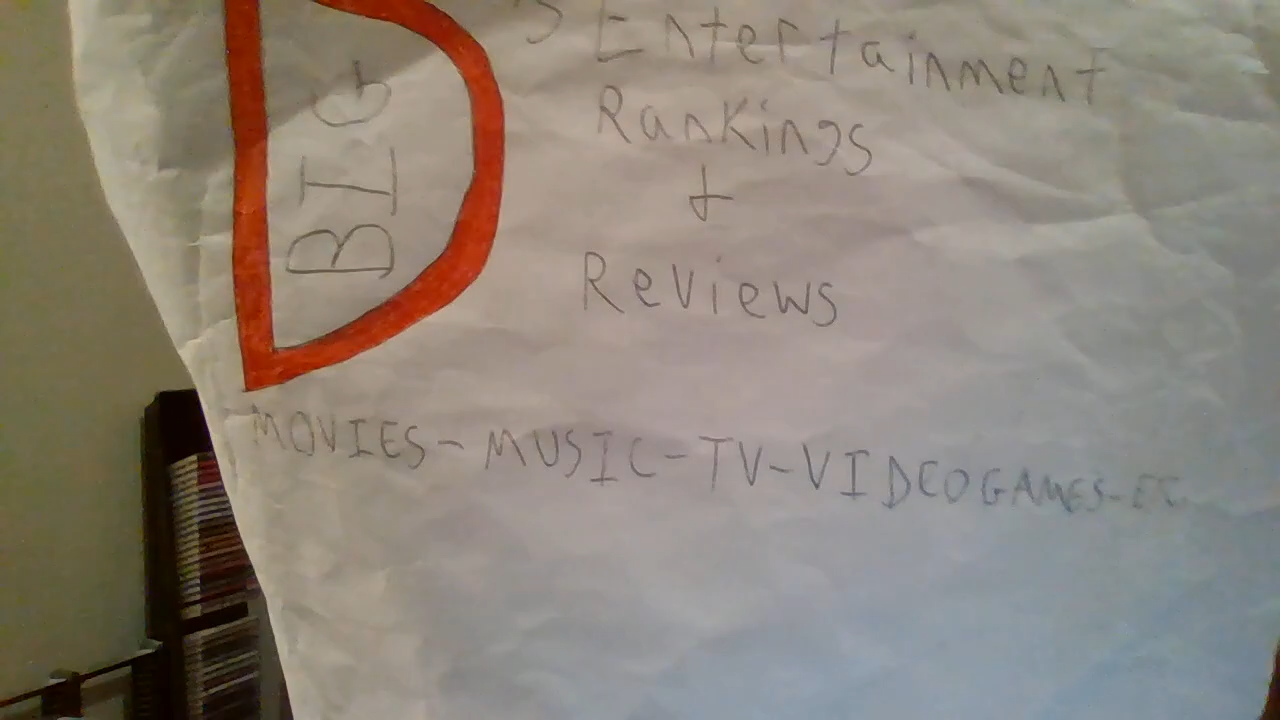 BIG
D's Entertainment
Rankings
+
Reviews
MOVIES-MUSIC-TV-VIDEOGAMES-